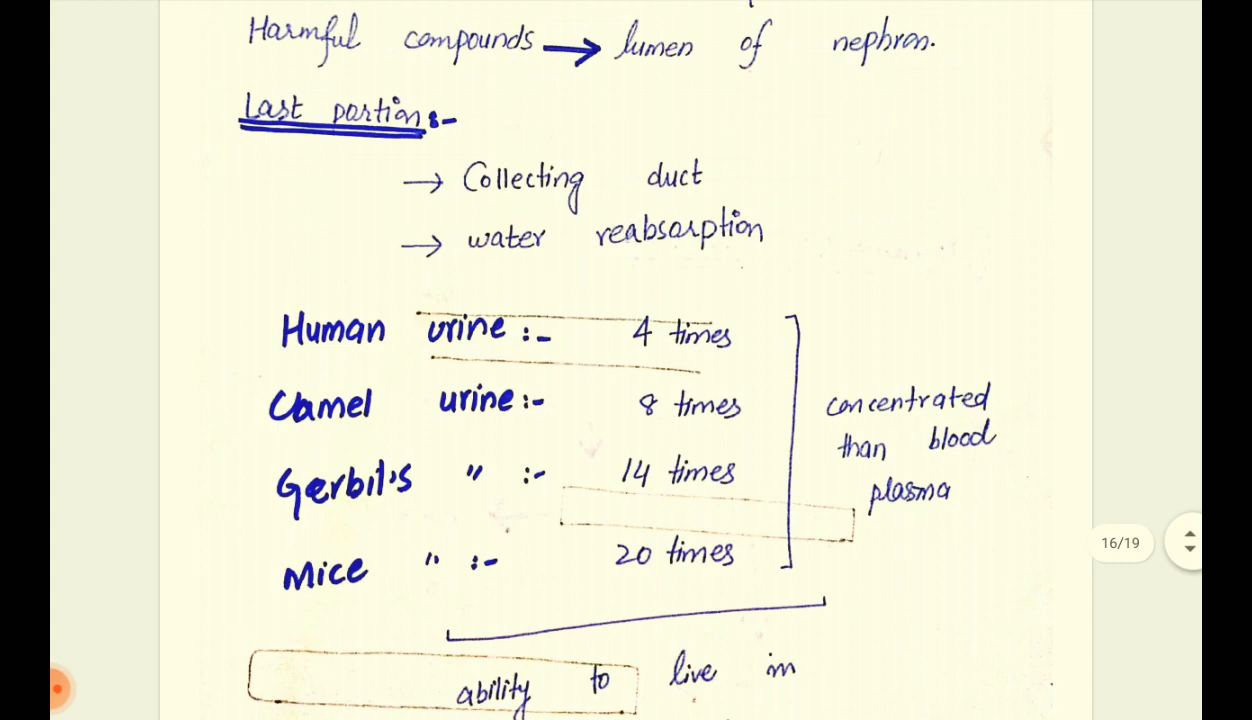 Harmful compounds → lumen of nephron.
Last portion :-
→ Collecting duct
→ water reabsorption
Human urine :- 4 times
Camel urine :- 8 times
Gerbil's " :- 14 times
Mice " :- 20 times
concentrated
than blood
plasma
16/19
ability to live in